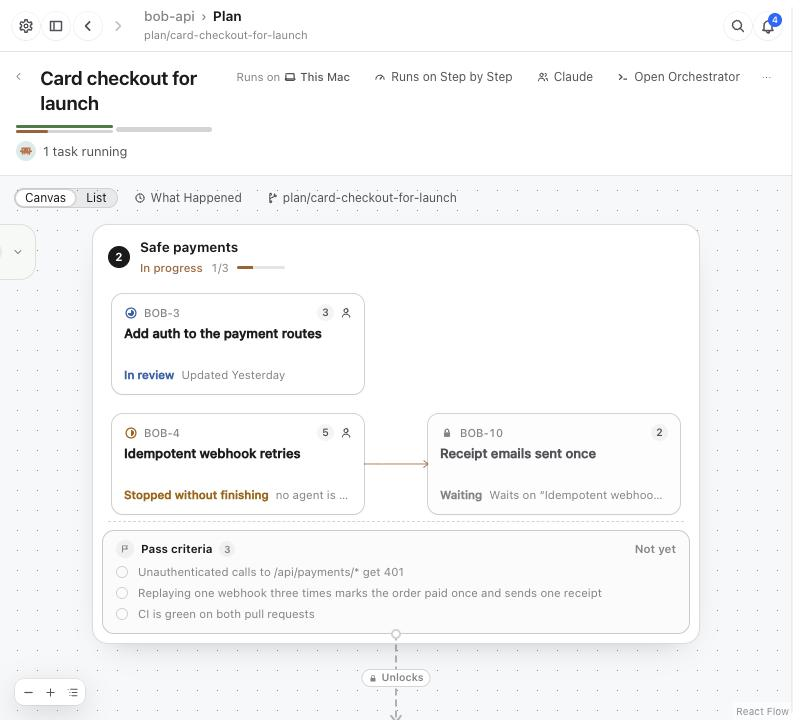 bob-api › Plan
plan/card-checkout-for-launch
4
Card checkout for launch
Runs on This Mac
Runs on Step by Step
Claude
Open Orchestrator
...
1 task running
Canvas
List
What Happened
plan/card-checkout-for-launch
2
Safe payments
In progress 1/3
BOB-3
3
Add auth to the payment routes
In review Updated Yesterday
BOB-4
5
Idempotent webhook retries
Stopped without finishing no agent is ...
BOB-10
2
Receipt emails sent once
Waiting Waits on “Idempotent webhoo...
Pass criteria 3
Not yet
Unauthenticated calls to /api/payments/* get 401
Replaying one webhook three times marks the order paid once and sends one receipt
CI is green on both pull requests
Unlocks
React Flow